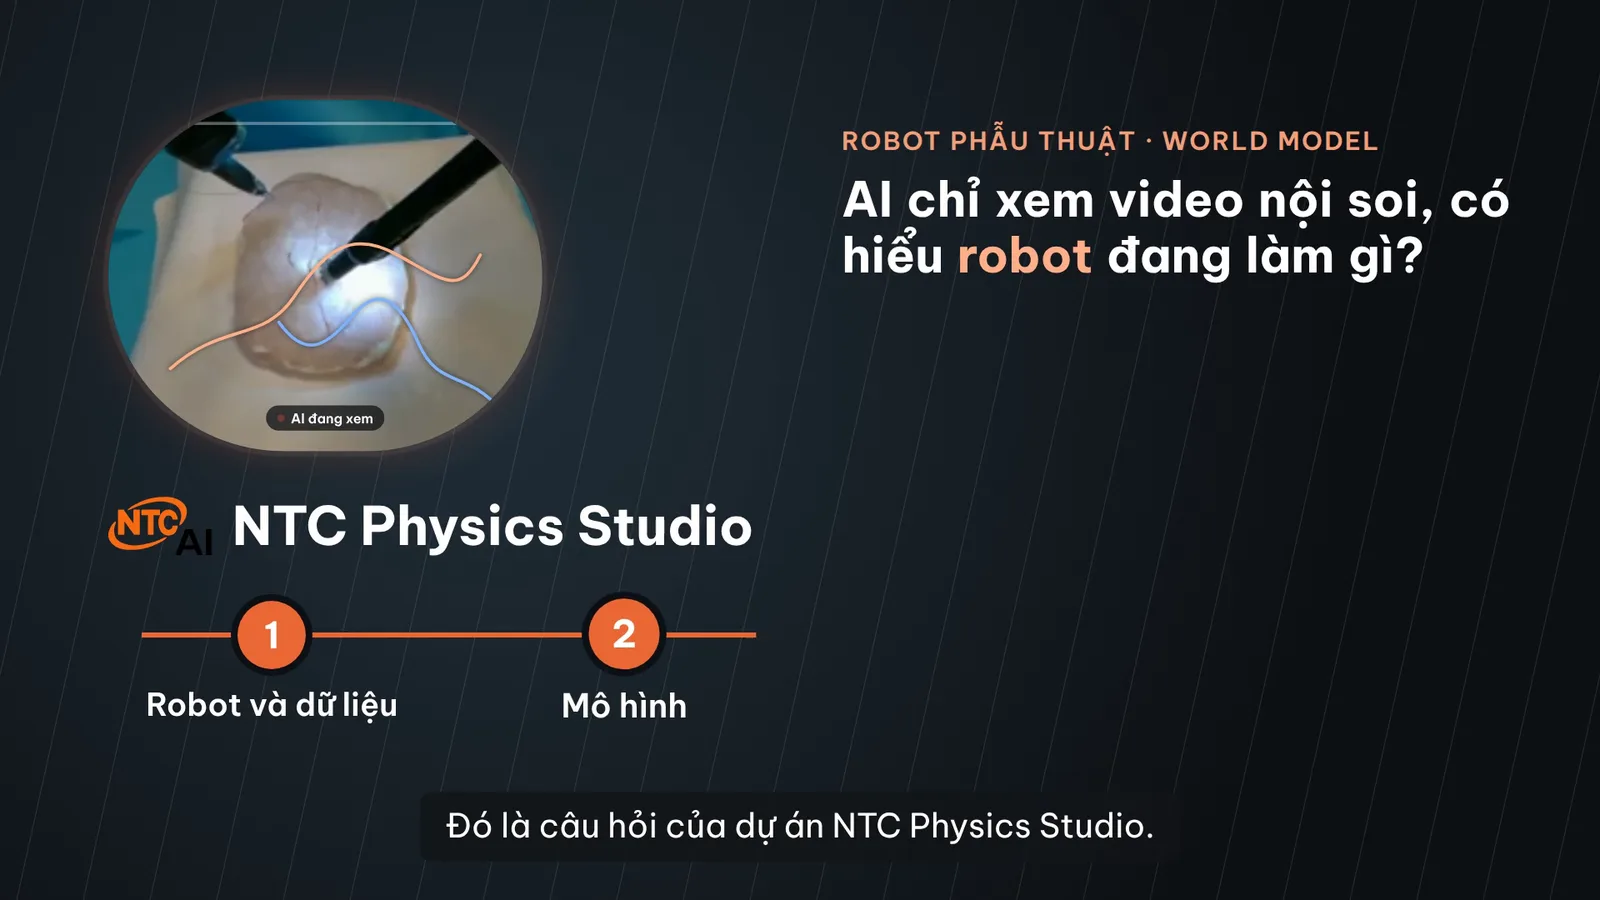 ROBOT PHẪU THUẬT · WORLD MODEL
AI chỉ xem video nội soi, có
hiểu robot đang làm gì?
AI đang xem
NTC AI
NTC Physics Studio
1
2
Robot và dữ liệu
Mô hình
Đó là câu hỏi của dự án NTC Physics Studio.